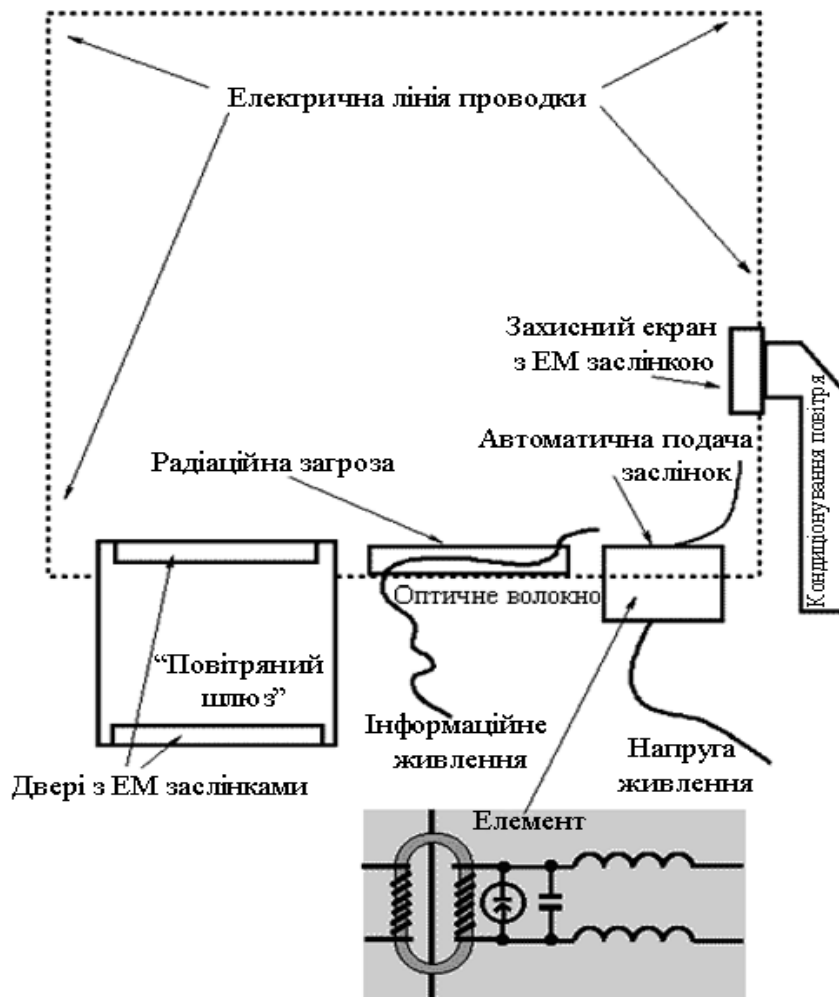 Електрична лінія проводки
Захисний екран
з ЕМ заслінкою
Кондиціонування повітря
Автоматична подача
заслінок
Радіаційна загроза
Оптичне волокно
“Повітряний
шлюз”
Інформаційне
живлення
Напруга
живлення
Двері з ЕМ заслінками
Елемент